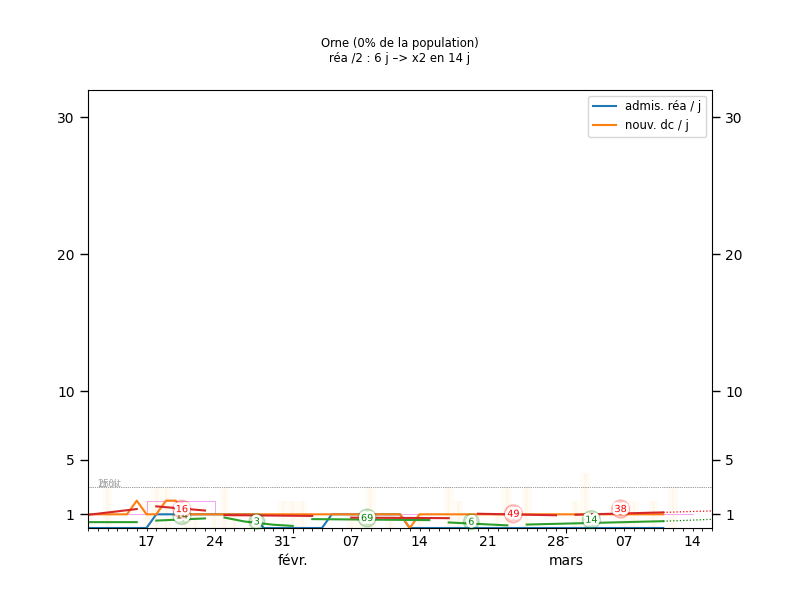 Orne (0% de la population)
réa /2 : 6 j –> x2 en 14 j
admis. réa / j
nouv. dc / j
30 30
20 20
10 10
5 5
1 1
16
3
69
6
49
14
38
17 24 31 07 14 21 28 07 14
févr. mars